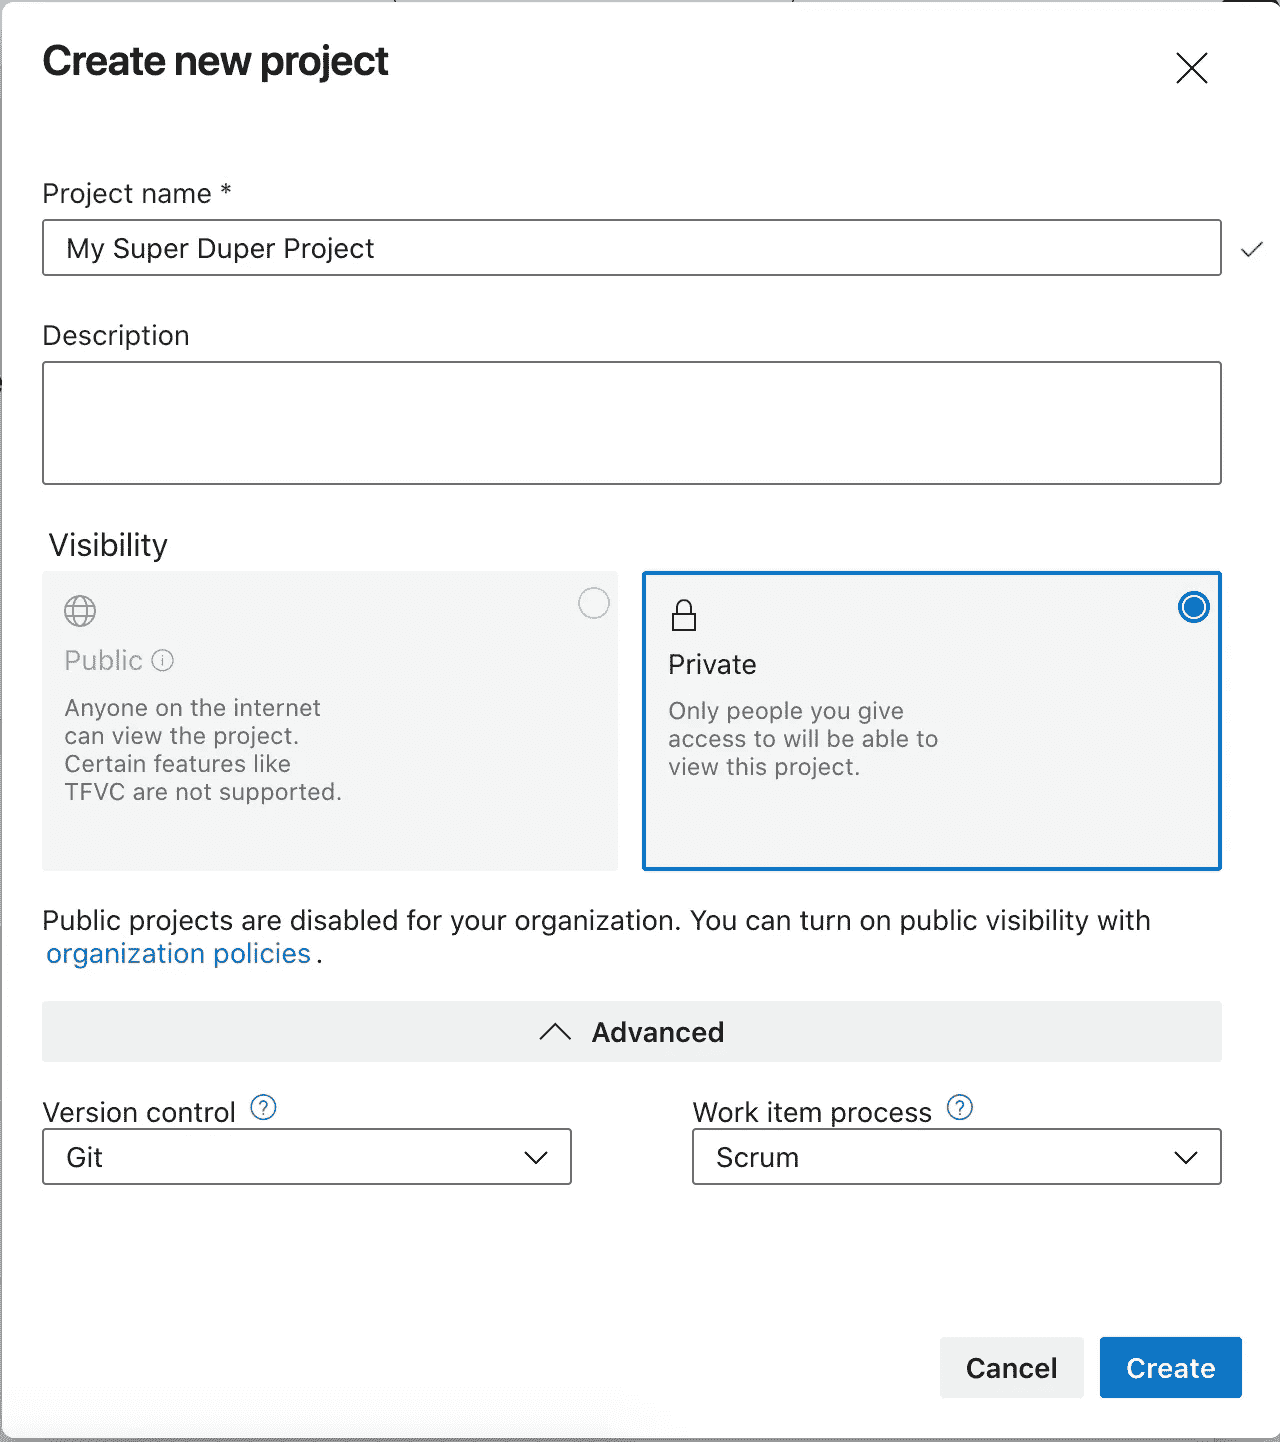 Create new project
Project name *
My Super Duper Project
Description
Visibility
Public
Anyone on the internet
can view the project.
Certain features like
TFVC are not supported.
Private
Only people you give
access to will be able to
view this project.
Public projects are disabled for your organization. You can turn on public visibility with
organization policies .
Advanced
Version control
Git
Work item process
Scrum
Cancel
Create